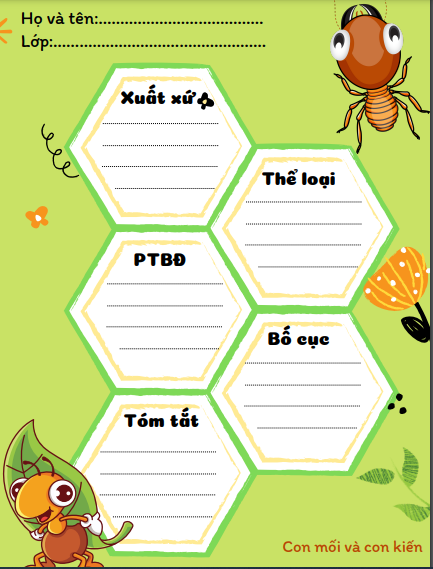 Họ và tên:.....................................
Lớp:................................................
Xuất xứ
Thể loại
PTBĐ
Bố cục
Tóm tắt
Con mối và con kiến